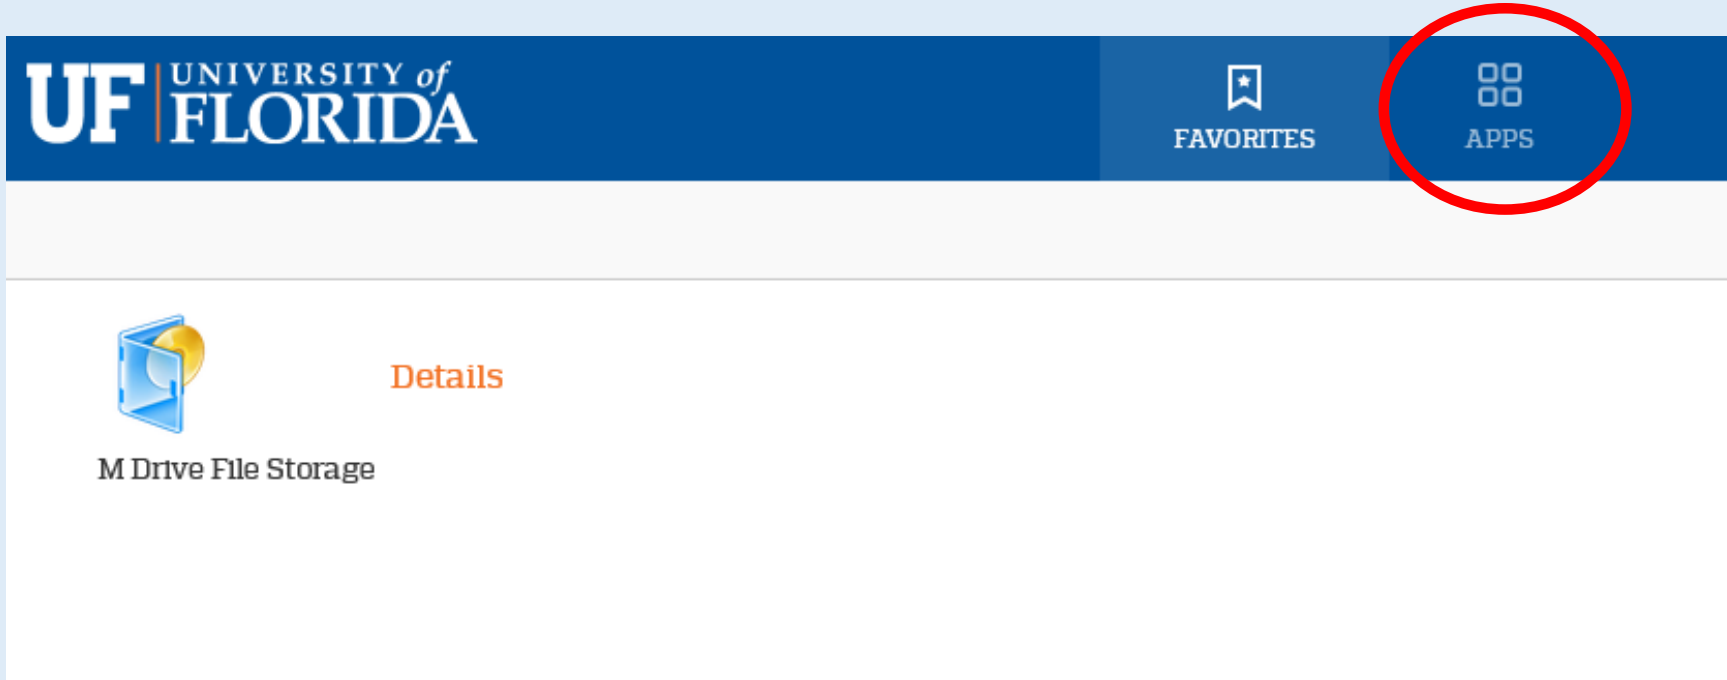 UF UNIVERSITY of
FLORIDA
FAVORITES
APPS
Details
M Drive File Storage